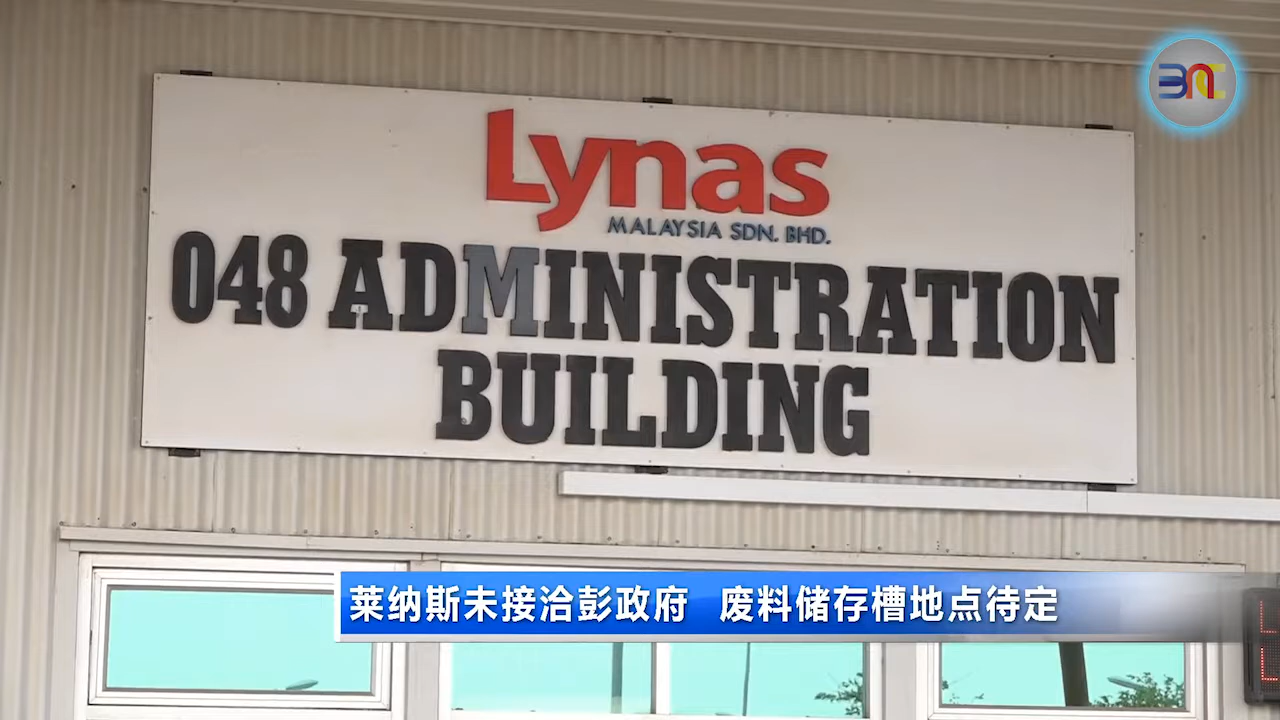 BNC
Lynas
MALAYSIA SDN. BHD.
048 ADMINISTRATION
BUILDING
莱纳斯未接洽彭政府 废料储存槽地点待定